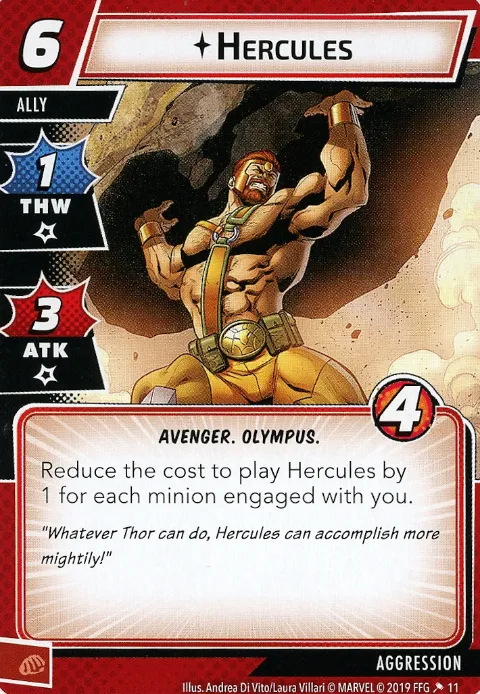 6
HERCULES
ALLY
1
THW
3
ATK
4
AVENGER. OLYMPUS.
Reduce the cost to play Hercules by
1 for each minion engaged with you.
"Whatever Thor can do, Hercules can accomplish more
mightily!"
AGGRESSION
Illus. Andrea Di Vito/Laura Villari © MARVEL © 2019 FFG 11